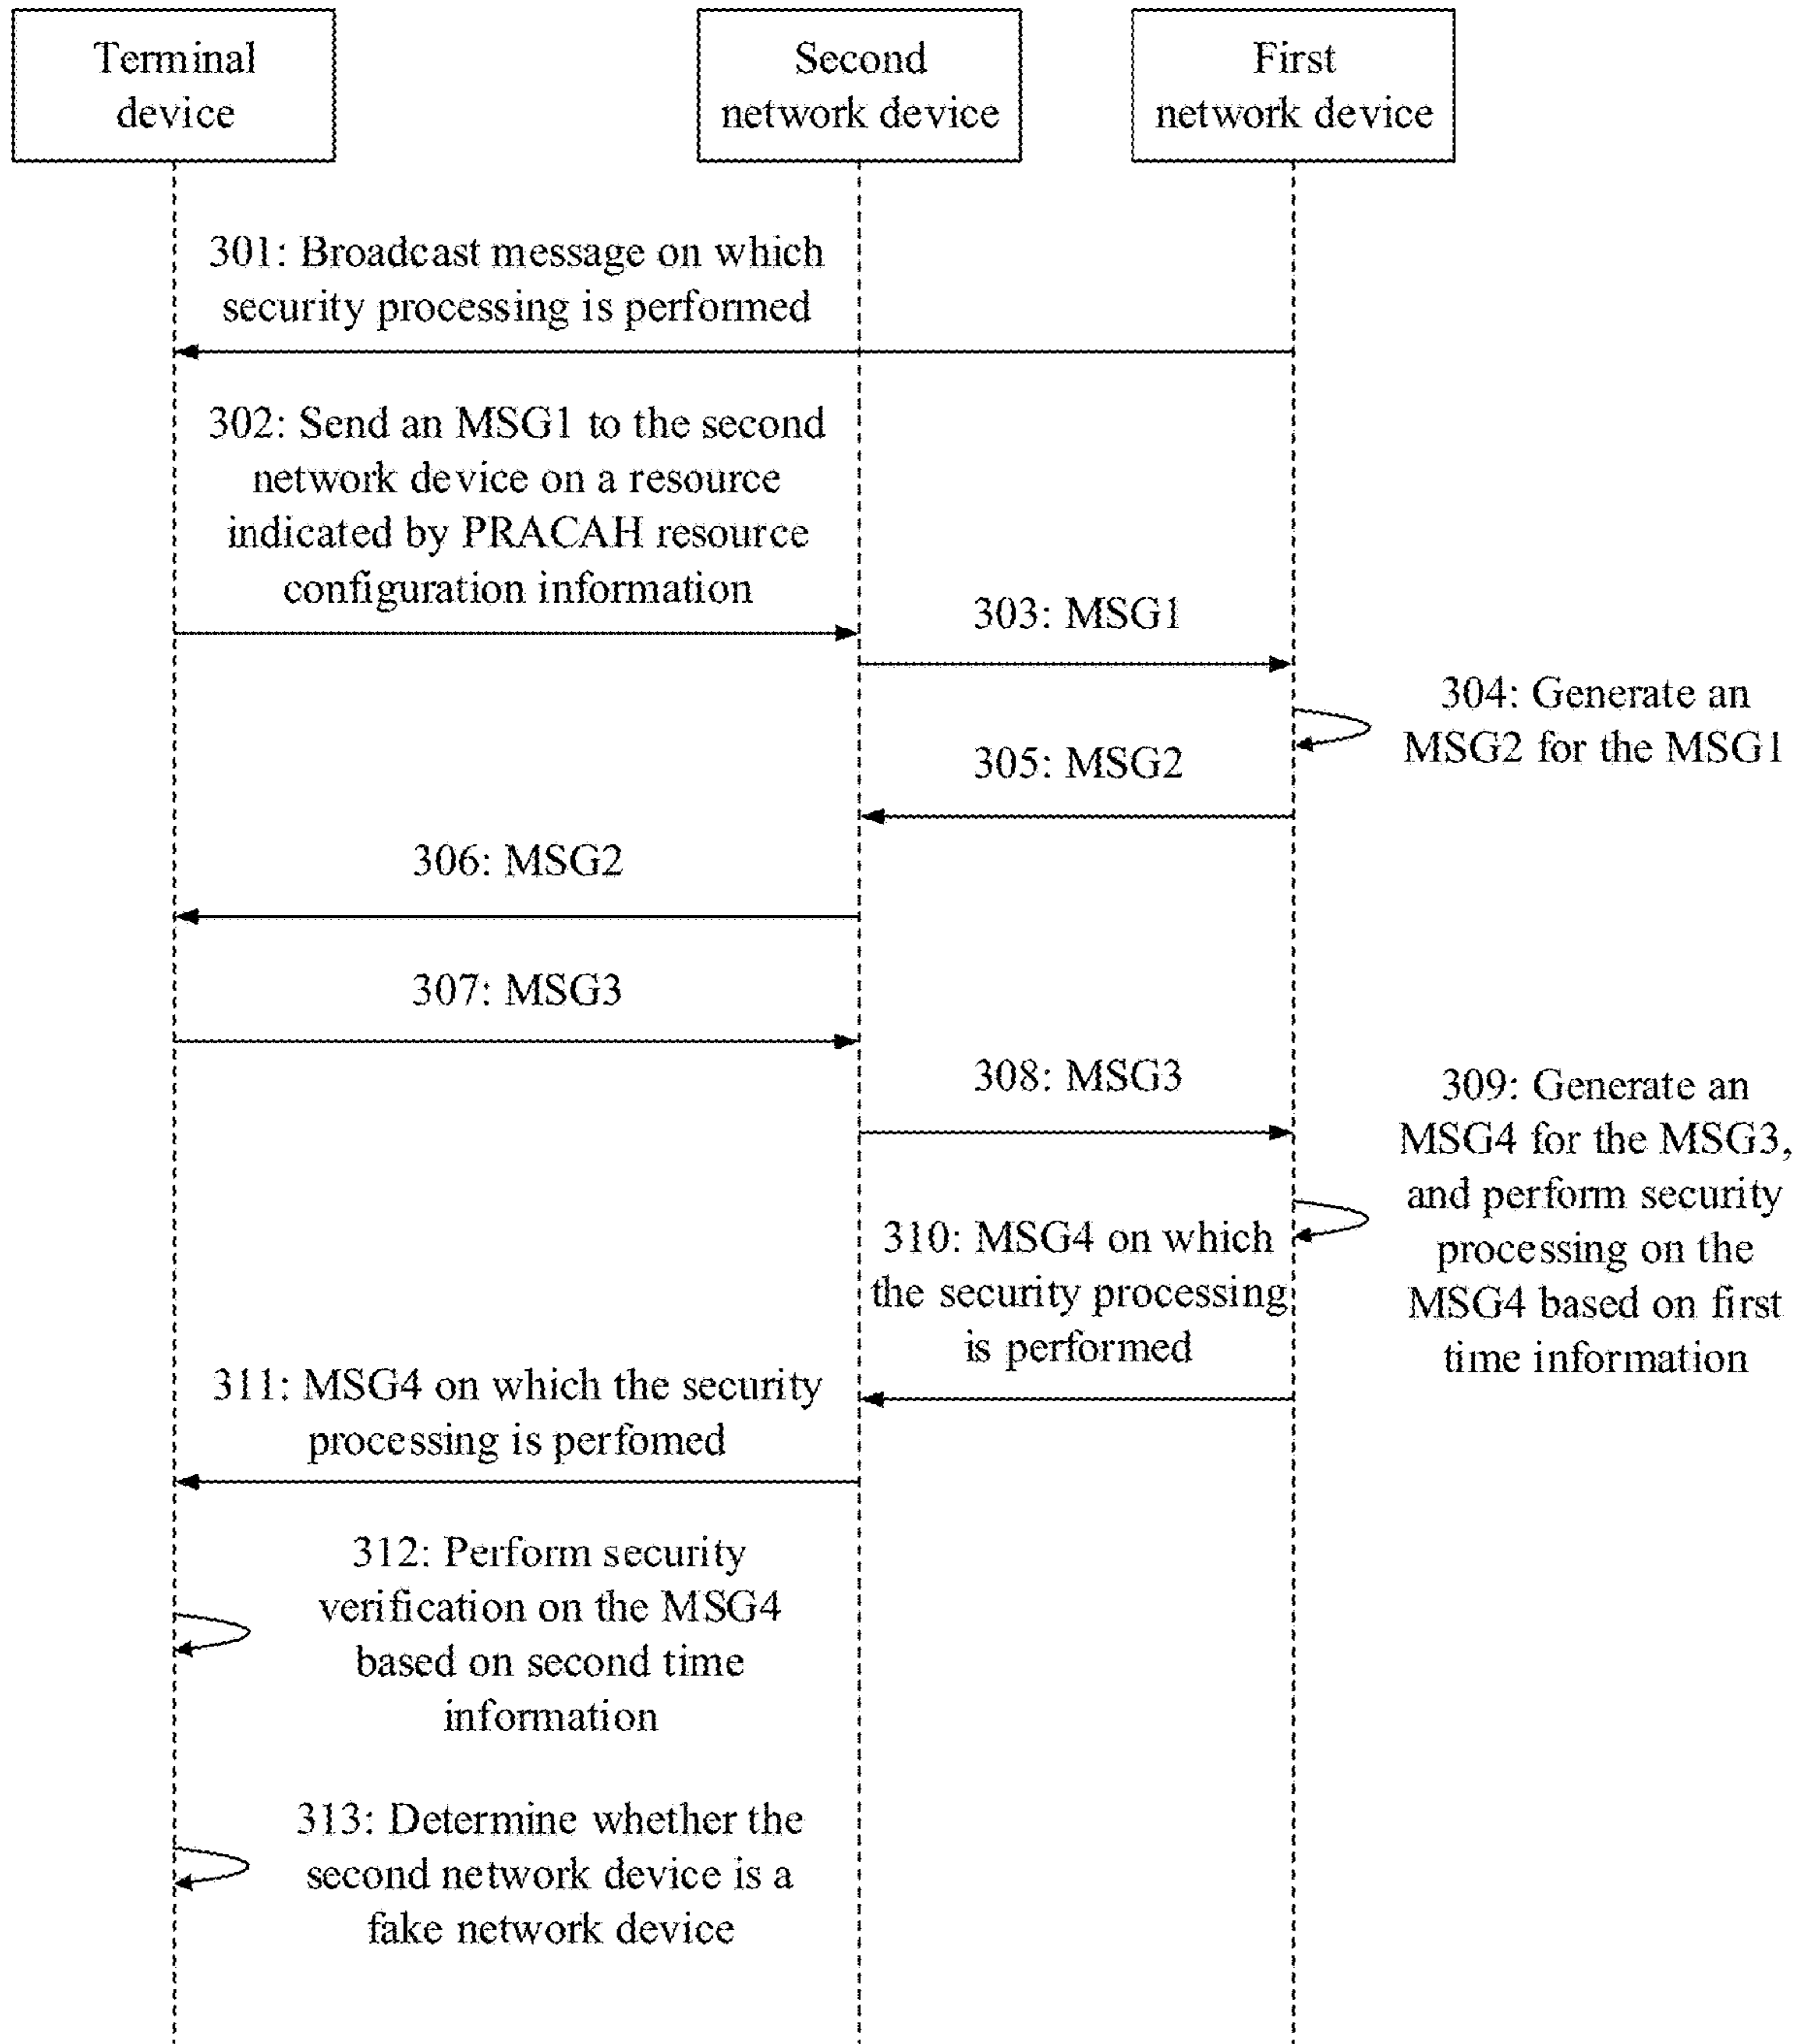 Terminal
device
Second
network device
First
network device
301: Broadcast message on which
security processing is performed
302: Send an MSG1 to the second
network device on a resource
indicated by PRACAH resource
configuration information
303: MSG1
304: Generate an
MSG2 for the MSG1
305: MSG2
306: MSG2
307: MSG3
308: MSG3
309: Generate an
MSG4 for the MSG3,
and perform security
processing on the
MSG4 based on first
time information
310: MSG4 on which
the security processing
is performed
311: MSG4 on which the security
processing is perfomed
312: Perform security
verification on the MSG4
based on second time
information
313: Determine whether the
second network device is a
fake network device